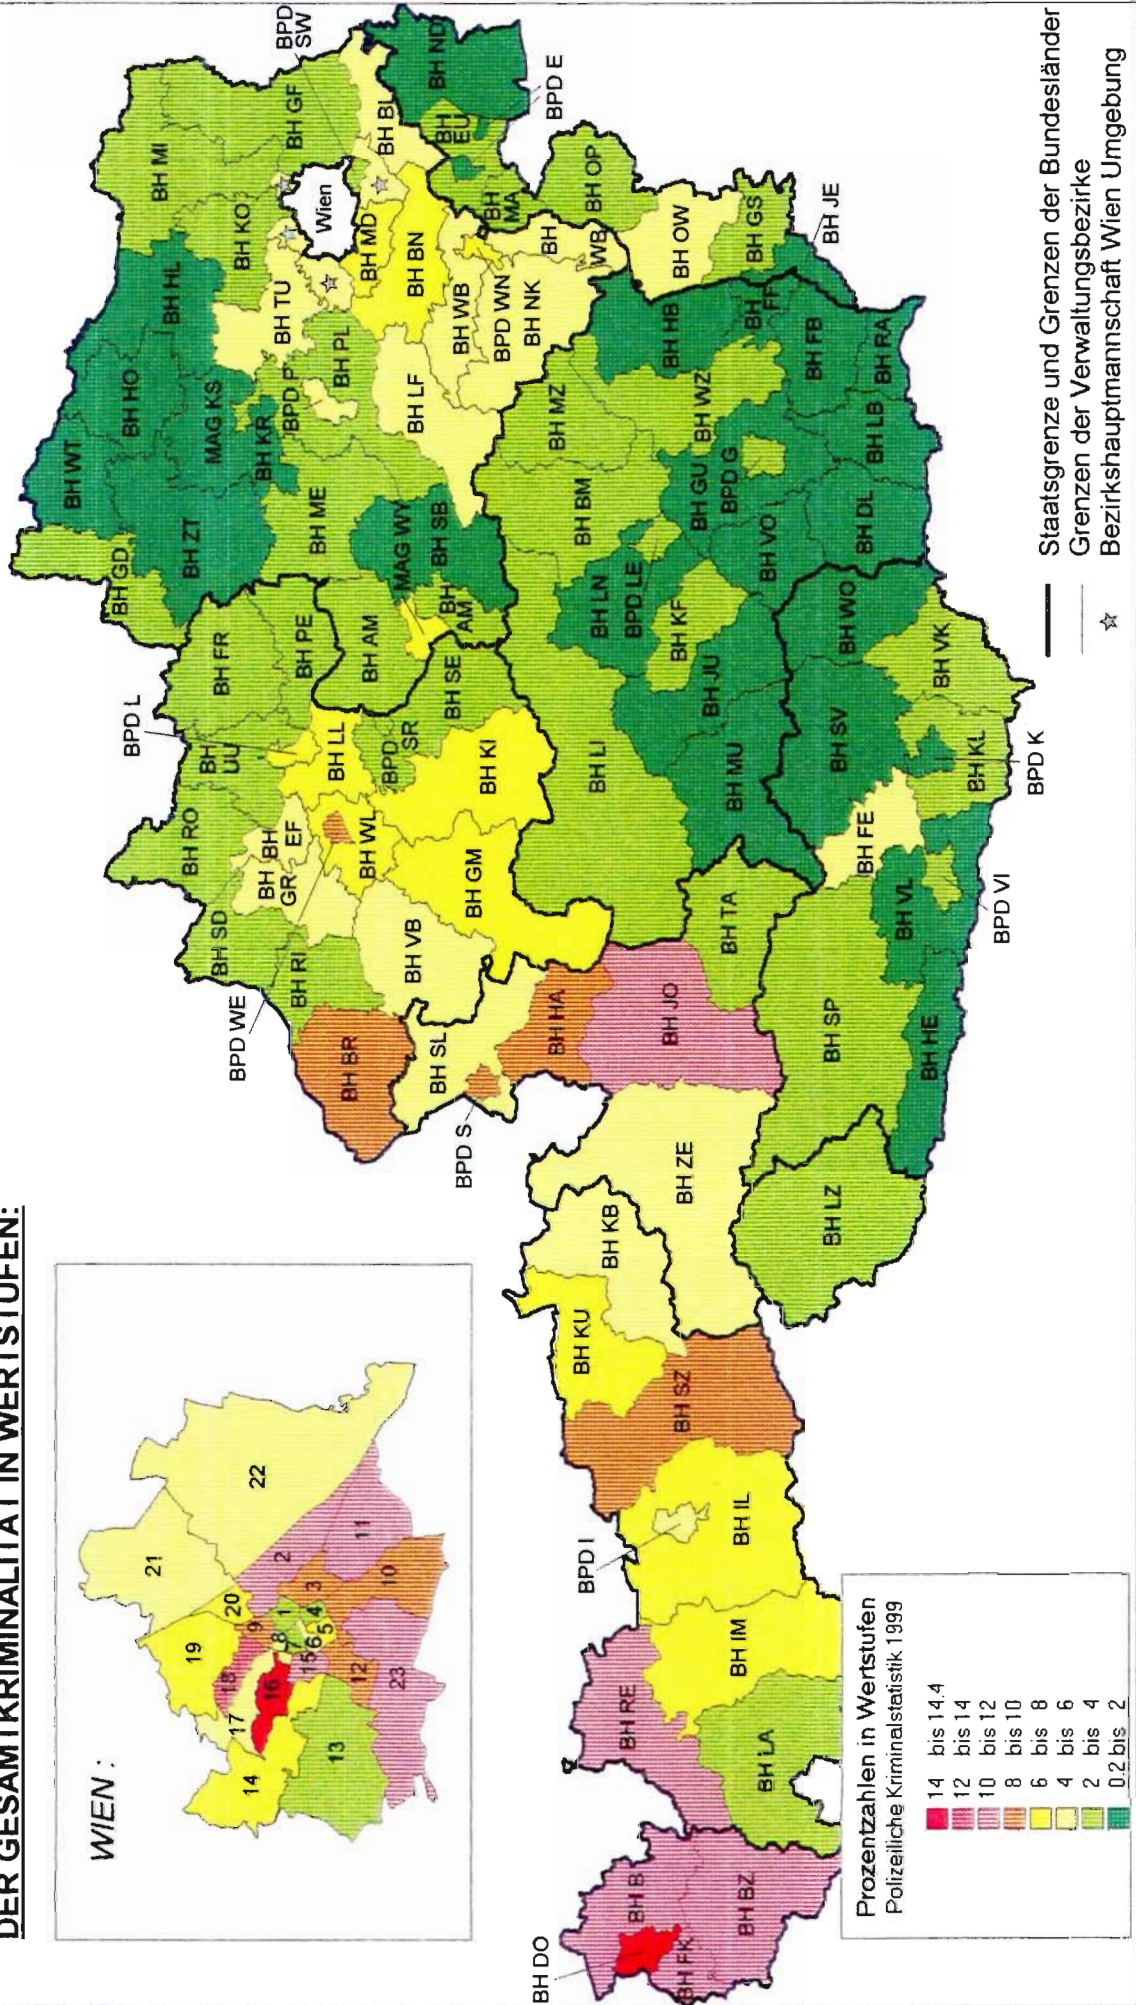 DER GESAMTKRIMINALITÄT IN WERTSTUFEN:
WIEN :
21
22
19
20
18
17
16
14
13
9
2
8
1
7
3
4
6
5
15
12
11
10
23
BH DO
BH B
BH FK
BH BZ
BH RE
BH LA
BH IM
BPD I
BH IL
BH SZ
BH KU
BH KB
BH ZE
BH LZ
BPD S
BH SL
BH BR
BPD WE
BH HA
BH JO
BH TA
BH SP
BH HE
BH RI
BH SD
BH VB
BH GM
BH GR
BH EF
BH WL
BH RO
BH UU
BPD L
BH LL
BPD SR
BH KI
BH SE
BH FR
BH PE
BH GD
BH ZT
BH WT
BH HO
BH HL
MAG KS
BH KR
BH ME
BH AM
BH AM
MAG WY
BH SB
BPD P
BH PL
BH LF
BH TU
BH KO
BH MI
BH GF
Wien
BPD SW
BH BL
BH MD
BH BN
BH WB
BPD WN
BH NK
BH WB
BH ND
BH EU
BPD E
BH MA
BH OP
BH OW
BH GS
BH JE
BH LI
BH LN
BPD LE
BH BM
BH MZ
BH WZ
BH HB
BH FF
BH FB
BH RA
BH LB
BH DL
BH VO
BH GU
BPD G
BH KF
BH JU
BH MU
BH WO
BH SV
BH VK
BH KL
BPD K
BH FE
BH VL
BPD VI
Prozentzahlen in Wertstufen
Polizeiliche Kriminalstatistik 1999
14 bis 14.4
12 bis 14
10 bis 12
8 bis 10
6 bis 8
4 bis 6
2 bis 4
0.2 bis 2
Staatsgrenze und Grenzen der Bundesländer
Grenzen der Verwaltungsbezirke
Bezirkshauptmannschaft Wien Umgebung